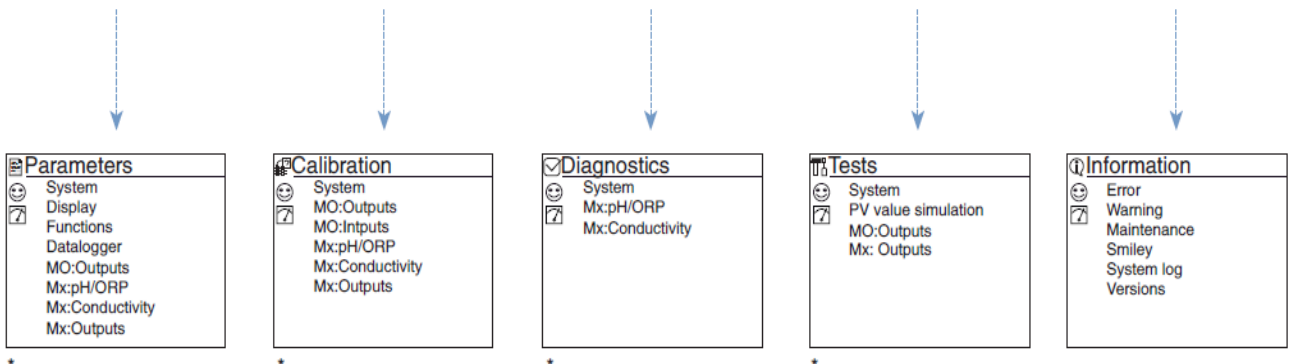 Parameters
System
Display
Functions
Datalogger
MO:Outputs
Mx:pH/ORP
Mx:Conductivity
Mx:Outputs
*
Calibration
System
MO:Outputs
MO:Intputs
Mx:pH/ORP
Mx:Conductivity
Mx:Outputs
*
Diagnostics
System
Mx:pH/ORP
Mx:Conductivity
*
Tests
System
PV value simulation
MO:Outputs
Mx: Outputs
*
Information
Error
Warning
Maintenance
Smiley
System log
Versions